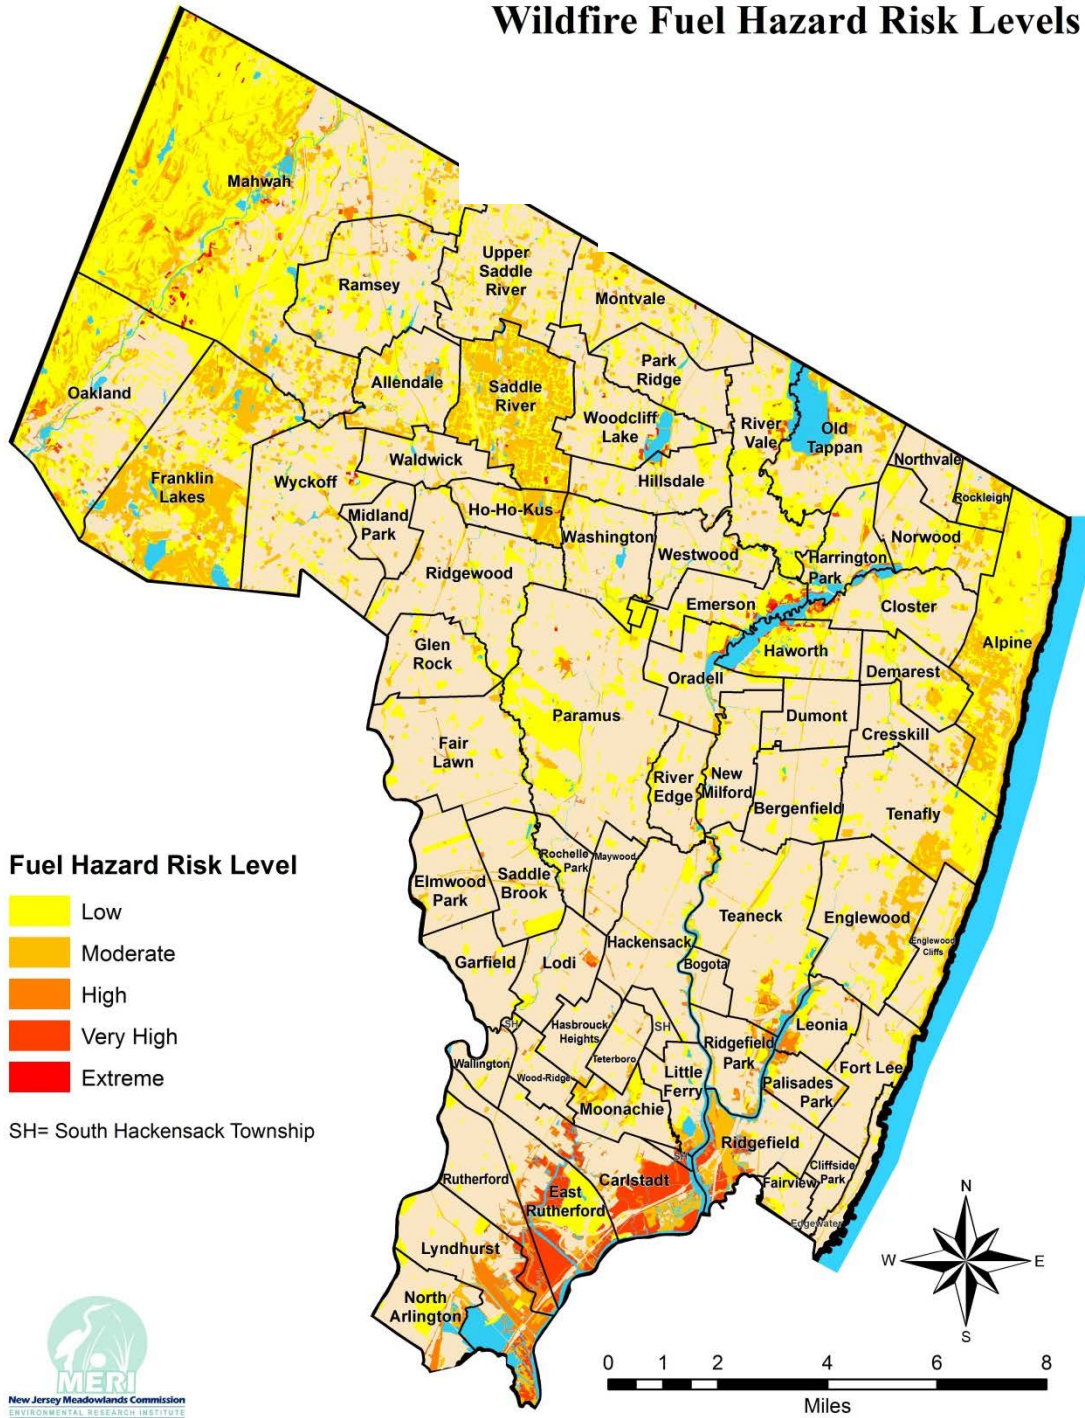 Wildfire Fuel Hazard Risk Levels
Mahwah
Upper
Saddle
River
Ramsey
Montvale
Park
Ridge
Allendale
Saddle
River
Oakland
Woodcliff
Lake
River
Vale
Old
Tappan
Waldwick
Northvale
Franklin
Lakes
Wyckoff
Hillsdale
Rockleigh
Midland
Park
Ho-Ho-Kus
Washington
Norwood
Westwood
Harrington
Park
Ridgewood
Emerson
Closter
Glen
Rock
Haworth
Alpine
Oradell
Demarest
Paramus
Dumont
Cresskill
Fair
Lawn
River
Edge
New
Milford
Bergenfield
Tenafly
Rochelle
Park
Maywood
Elmwood
Park
Saddle
Brook
Teaneck
Englewood
Hackensack
Englewood
Cliffs
Garfield
Lodi
Bogota
SH
Hasbrouck
Heights
SH
Leonia
Teterboro
Ridgefield
Park
Wallington
Wood-Ridge
Little
Ferry
Fort Lee
Palisades
Park
Moonachie
Ridgefield
SH
Rutherford
East
Rutherford
Carlstadt
Fairview
Cliffside
Park
Edgewater
Lyndhurst
North
Arlington
Fuel Hazard Risk Level
Low
Moderate
High
Very High
Extreme
SH= South Hackensack Township
N
W
E
S
0 1 2 4 6 8
Miles
MERI
New Jersey Meadowlands Commission
ENVIRONMENTAL RESEARCH INSTITUTE